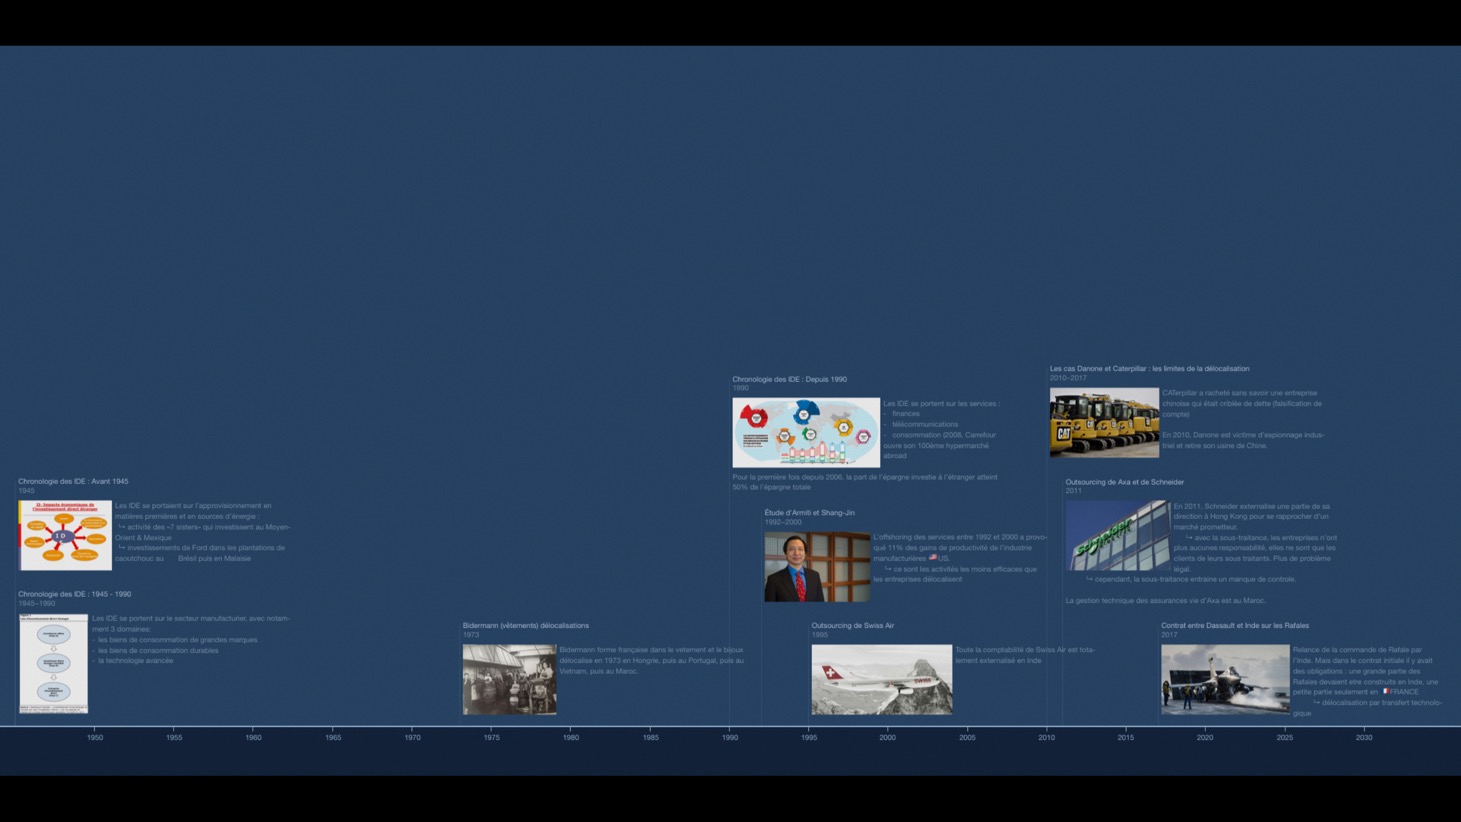 Chronologie des IDE : Avant 1945
1945
Les IDE se portaient sur l'approvisionnement en
matières premières et en sources d'énergie :
↪ activité des «7 sisters» qui investissent au Moyen-
Orient & Mexique
↪ investissements de Ford dans les plantations de
caoutchouc au Brésil puis en Malaisie
Chronologie des IDE : 1945 - 1990
1945–1990
Les IDE se portent sur le secteur manufacturier, avec notam-
ment 3 domaines:
- les biens de consommation de grandes marques
- les biens de consommation durables
- la technologie avancée
Bidermann (vêtements) délocalisations
1973
Bidermann forme française dans le vetement et le bijoux
délocalise en 1973 en Hongrie, puis au Portugal, puis au
Vietnam, puis au Maroc.
Chronologie des IDE : Depuis 1990
1990
Les IDE se portent sur les services :
- finances
- télécommunications
- consommation (2008, Carrefour
ouvre son 100ème hypermarché
abroad
Pour la première fois depuis 2006, la part de l'épargne investie à l'étranger atteint
50% de l'épargne totale
Étude d'Armiti et Shang-Jin
1992–2000
L'offshoring des services entre 1992 et 2000 a provo-
qué 11% des gains de productivité de l'industrie
manufacturières 🇺🇸US.
↪ ce sont les activités les moins efficaces que
les entreprises délocalisent
Outsourcing de Swiss Air
1995
SWISS
Toute la comptabilité de Swiss Air est tota-
lement externalisé en Inde
Les cas Danone et Caterpillar : les limites de la délocalisation
2010–2017
CAT
CATerpillar a racheté sans savoir une entreprise
chinoise qui était criblée de dette (falsification de
compte)
En 2010, Danone est victime d'espionnage indus-
triel et retire son usine de Chine.
Outsourcing de Axa et de Schneider
2011
schneider
En 2011, Schneider externalise une partie de sa
direction à Hong Kong pour se rapprocher d'un
marché prometteur.
↪ avec la sous-traitance, les entreprises n'ont
plus aucunes responsabilité, elles ne sont que les
clients de leurs sous traitants. Plus de problème
légal.
↪ cependant, la sous-traitance entraine un manque de controle.
La gestion technique des assurances vie d'Axa est au Maroc.
Contrat entre Dassault et Inde sur les Rafales
2017
Relance de la commande de Rafale par
l'Inde. Mais dans le contrat initiale il y avait
des obligations : une grande partie des
Rafales devaient etre construits en Inde, une
petite partie seulement en 🇫🇷FRANCE
↪ délocalisation par transfert technolo-
gique
1950 1955 1960 1965 1970 1975 1980 1985 1990 1995 2000 2005 2010 2015 2020 2025 2030